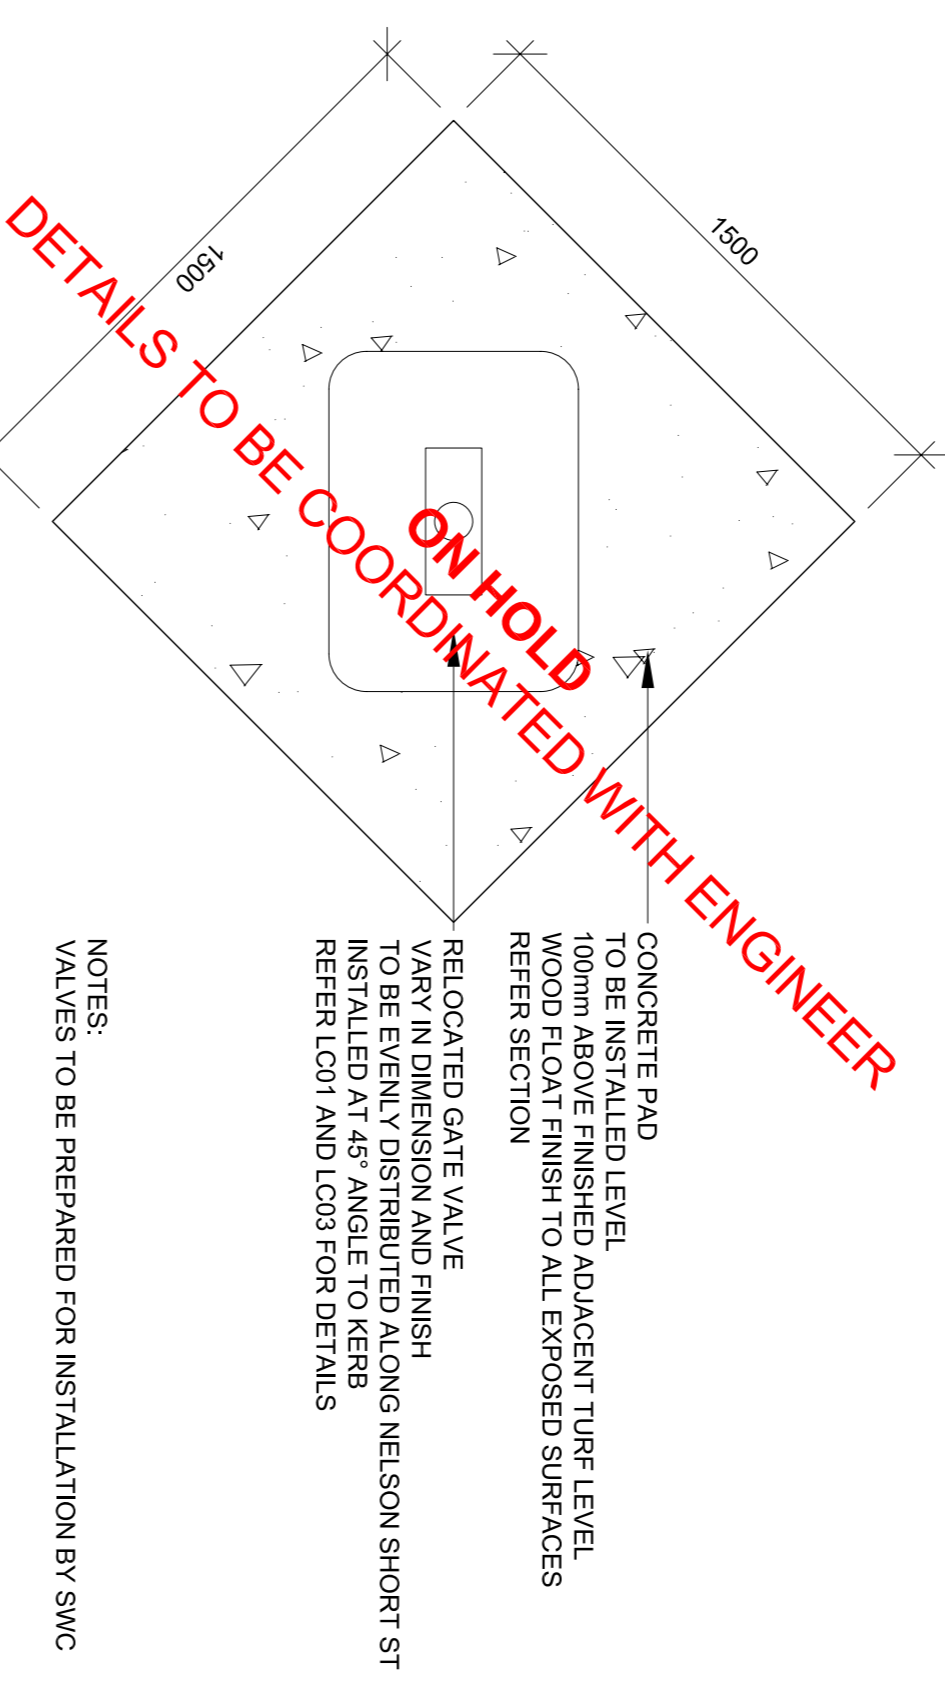 1500
1500
ON HOLD
DETAILS TO BE COORDINATED WITH ENGINEER
CONCRETE PAD
TO BE INSTALLED LEVEL
100mm ABOVE FINISHED ADJACENT TURF LEVEL
WOOD FLOAT FINISH TO ALL EXPOSED SURFACES
REFER SECTION
RELOCATED GATE VALVE
VARY IN DIMENSION AND FINISH
TO BE EVENLY DISTRIBUTED ALONG NELSON SHORT ST
INSTALLED AT 45° ANGLE TO KERB
REFER LC01 AND LC03 FOR DETAILS
NOTES:
VALVES TO BE PREPARED FOR INSTALLATION BY SWC